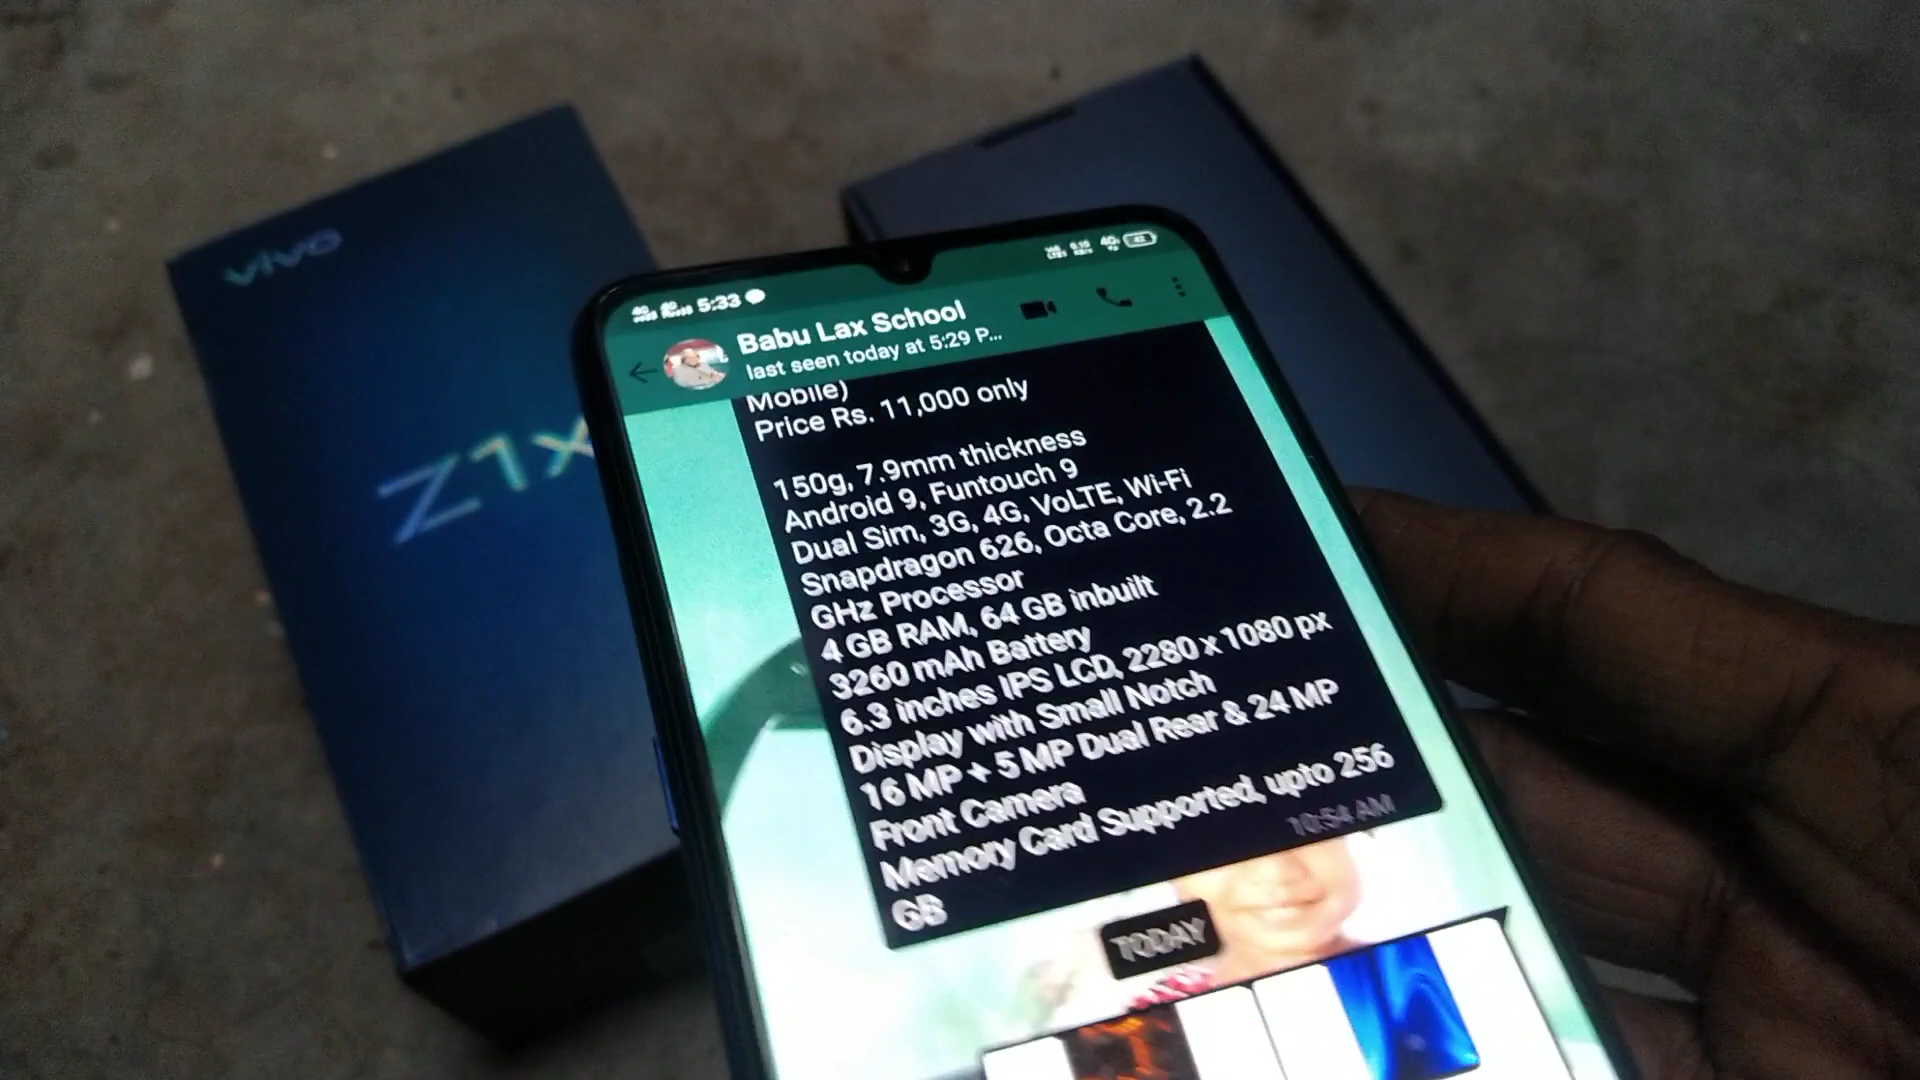 vivo
Z1x
5:33
Babu Lax School
last seen today at 5:29 P...
Mobile)
Price Rs. 11,000 only
150g, 7.9mm thickness
Android 9, Funtouch 9
Dual Sim, 3G, 4G, VoLTE, Wi-Fi
Snapdragon 626, Octa Core, 2.2
GHz Processor
4 GB RAM, 64 GB inbuilt
3260 mAh Battery
6.3 inches IPS LCD, 2280 x 1080 px
Display with Small Notch
16 MP + 5 MP Dual Rear & 24 MP
Front Camera
Memory Card Supported, upto 256
GB
10:54 AM
TODAY